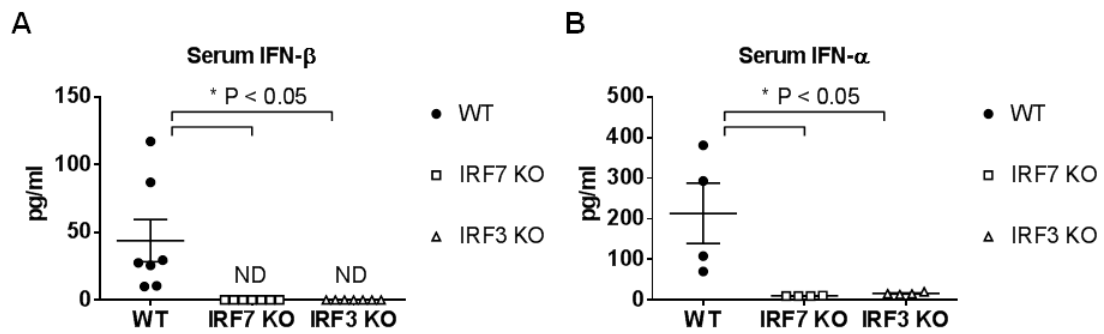 A
Serum IFN-β
150
100
50
0
pg/ml
* P < 0.05
ND
ND
WT
IRF7 KO
IRF3 KO
WT
IRF7 KO
IRF3 KO
B
Serum IFN-α
500
400
300
200
100
0
pg/ml
* P < 0.05
WT
IRF7 KO
IRF3 KO
WT
IRF7 KO
IRF3 KO